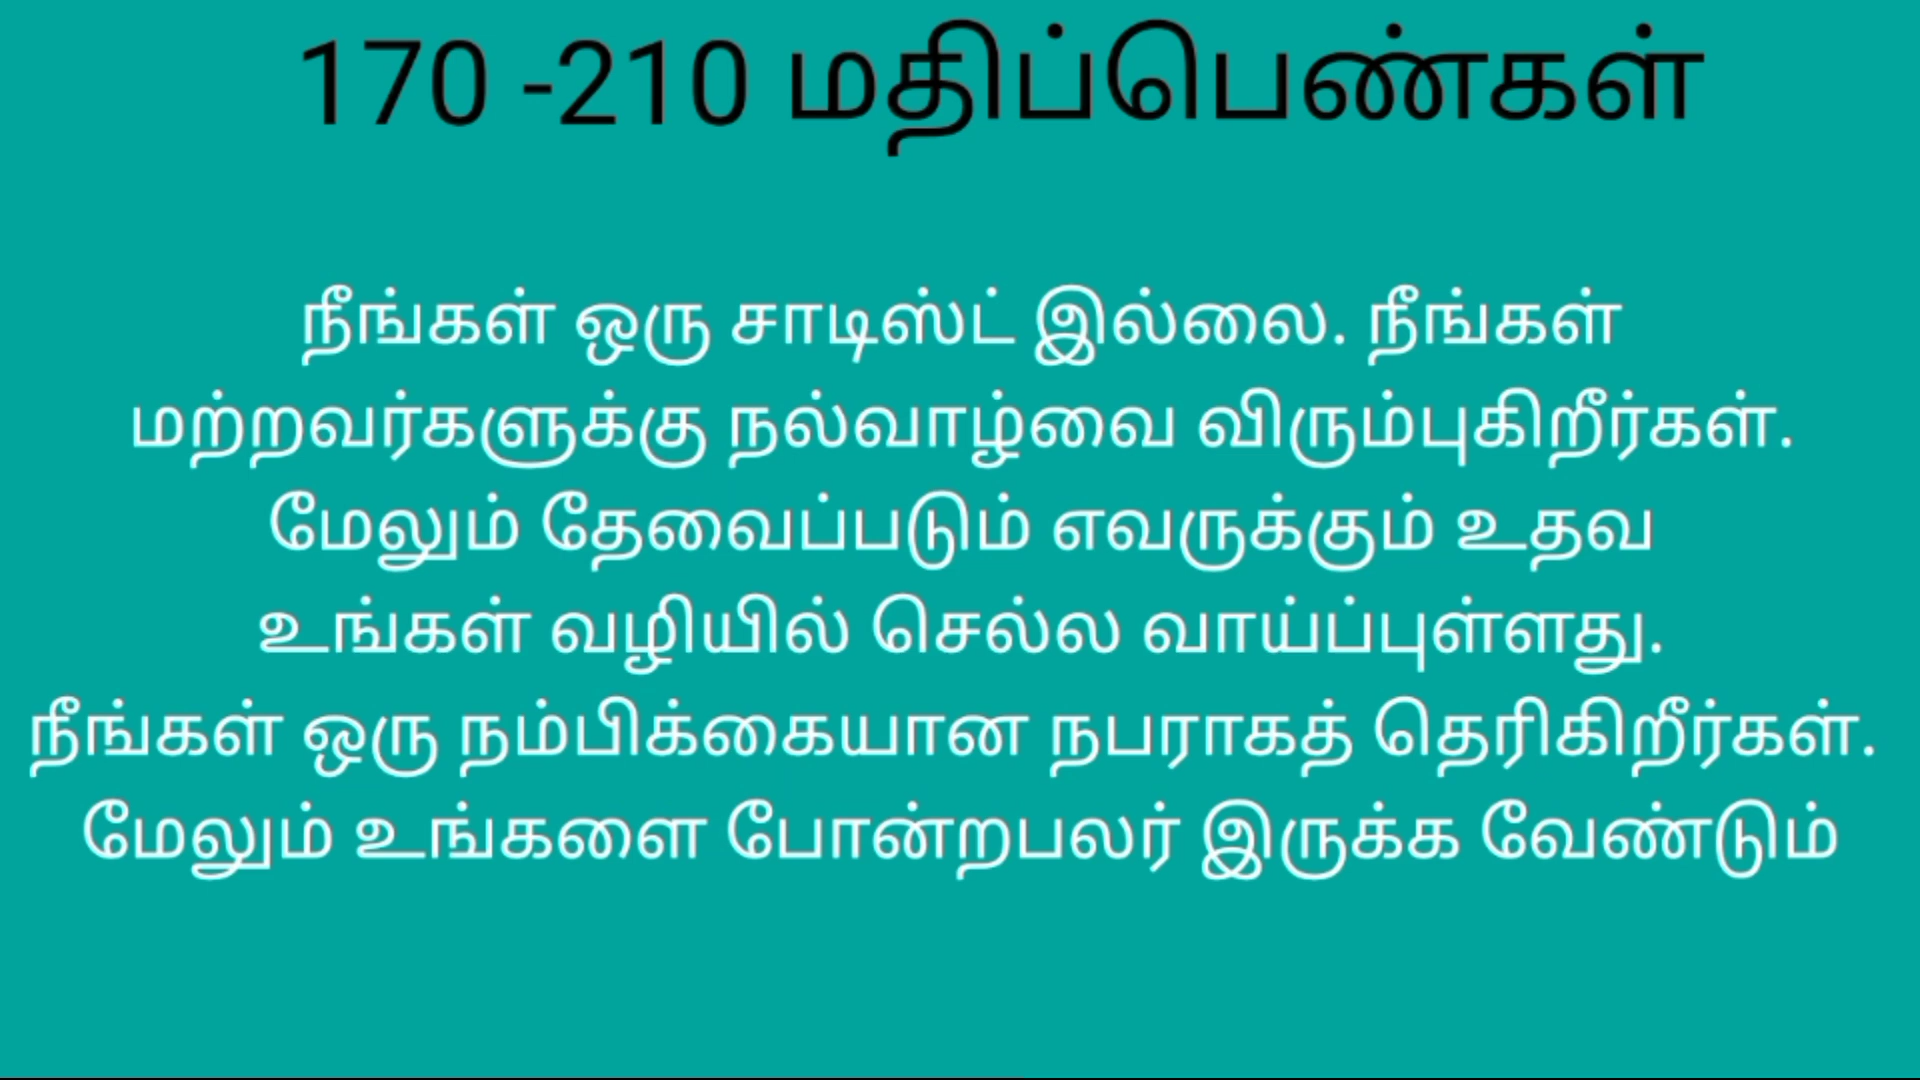 170 -210 மதிப்பெண்கள்
நீங்கள் ஒரு சாடிஸ்ட் இல்லை. நீங்கள்
மற்றவர்களுக்கு நல்வாழ்வை விரும்புகிறீர்கள்.
மேலும் தேவைப்படும் எவருக்கும் உதவ
உங்கள் வழியில் செல்ல வாய்ப்புள்ளது.
நீங்கள் ஒரு நம்பிக்கையான நபராகத் தெரிகிறீர்கள்.
மேலும் உங்களை போன்றபலர் இருக்க வேண்டும்